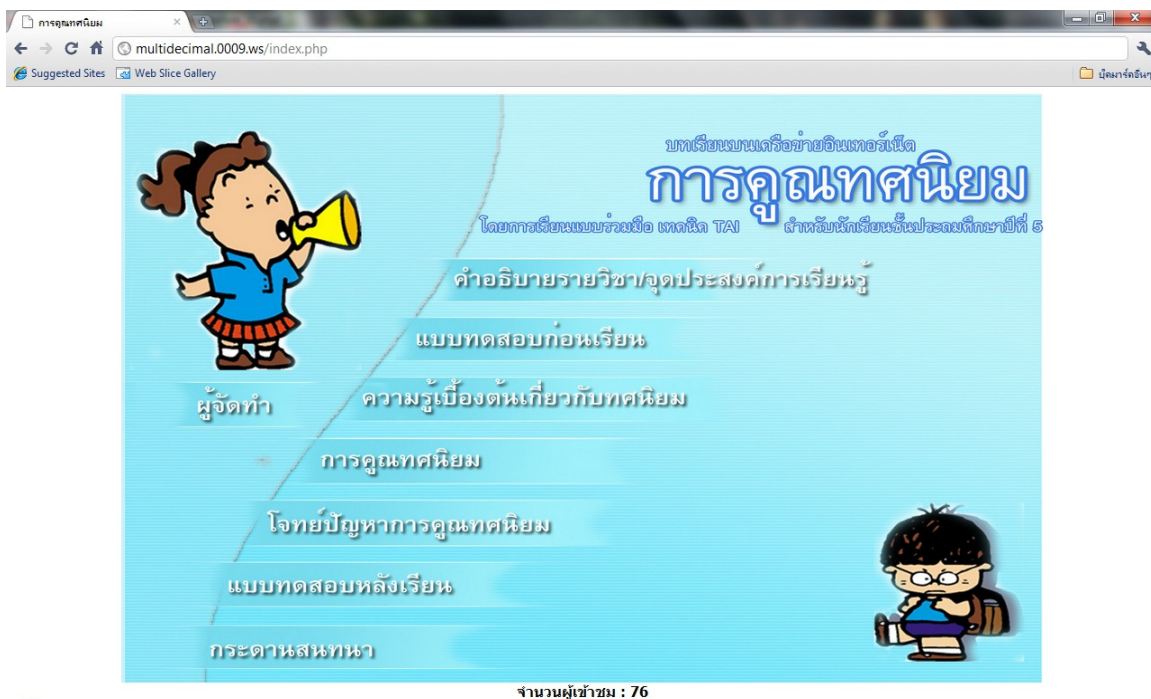 การคูณทศนิยม
multidecimal.0009.ws/index.php
Suggested Sites Web Slice Gallery บุ๊คมาร์คอื่นๆ
บทเรียนบนเครือข่ายอินเทอร์เน็ต
การคูณทศนิยม
โดยการเรียนแบบร่วมมือ เทคนิค TAI สำหรับนักเรียนชั้นประถมศึกษาปีที่ 5
คำอธิบายรายวิชา/จุดประสงค์การเรียนรู้
แบบทดสอบก่อนเรียน
ความรู้เบื้องต้นเกี่ยวกับทศนิยม
ผู้จัดทำ
การคูณทศนิยม
โจทย์ปัญหาการคูณทศนิยม
แบบทดสอบหลังเรียน
กระดานสนทนา
จำนวนผู้เข้าชม : 76